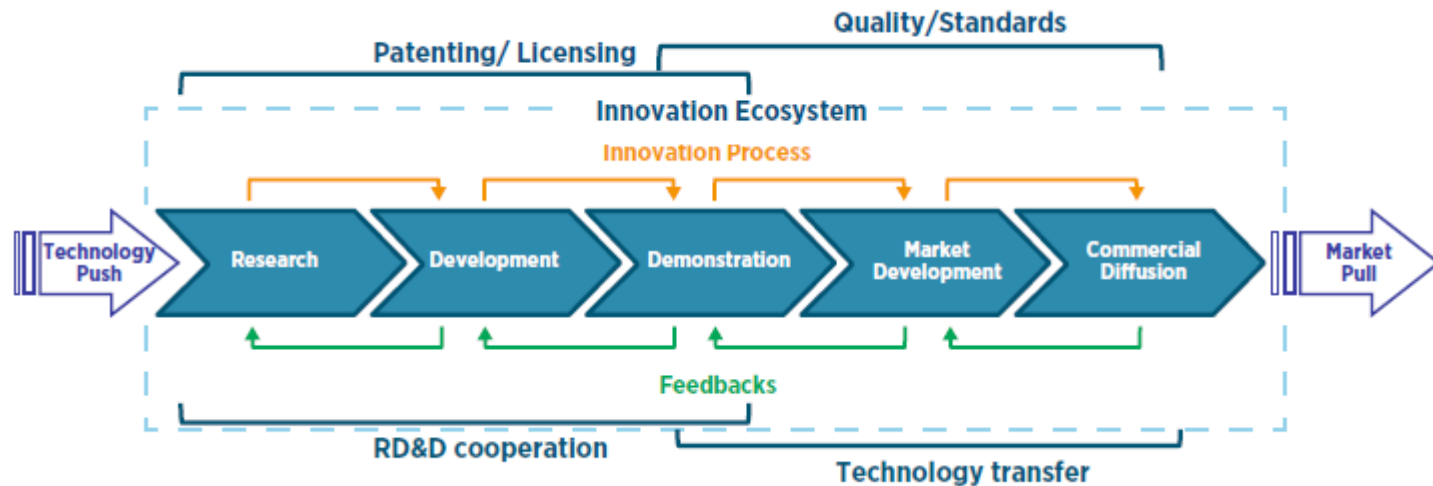 Quality/Standards
Patenting/ Licensing
Innovation Ecosystem
Innovation Process
Technology
Push
Research
Development
Demonstration
Market
Development
Commercial
Diffusion
Market
Pull
Feedbacks
RD&D cooperation
Technology transfer